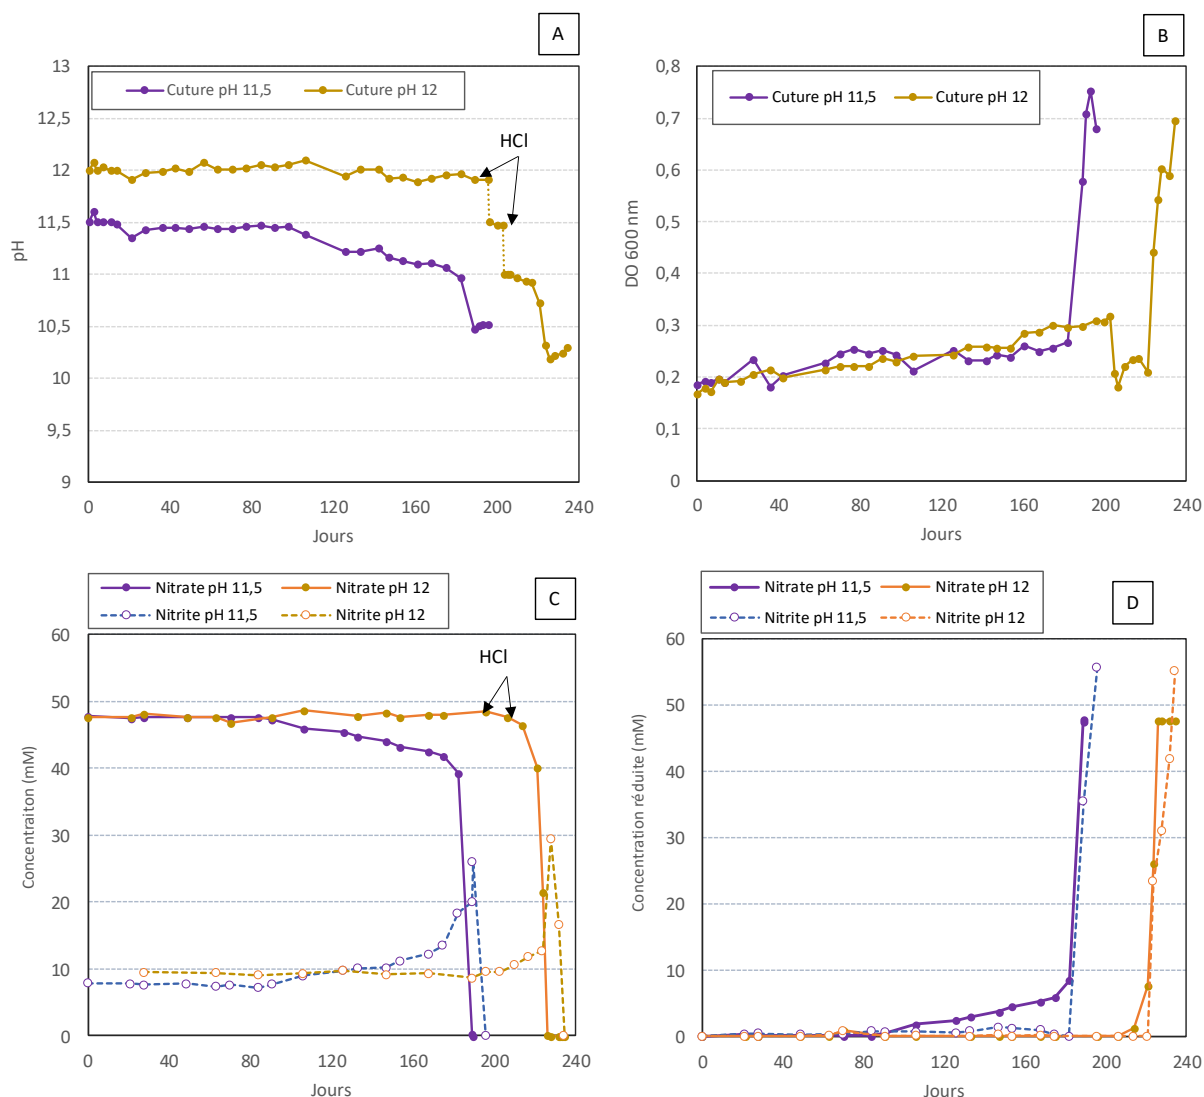 A
13
12,5
12
11,5
11
10,5
10
9,5
9
pH
Cuture pH 11,5
Cuture pH 12
HCl
0
40
80
120
160
200
240
Jours
B
0,8
0,7
0,6
0,5
0,4
0,3
0,2
0,1
0
DO 600 nm
Cuture pH 11,5
Cuture pH 12
0
40
80
120
160
200
240
Jours
Nitrate pH 11,5
Nitrate pH 12
Nitrite pH 11,5
Nitrite pH 12
C
60
50
40
30
20
10
0
Concentraiton (mM)
HCl
0
40
80
120
160
200
240
Jours
Nitrate pH 11,5
Nitrate pH 12
Nitrite pH 11,5
Nitrite pH 12
D
60
50
40
30
20
10
0
Concentration réduite (mM)
0
40
80
120
160
200
240
Jours